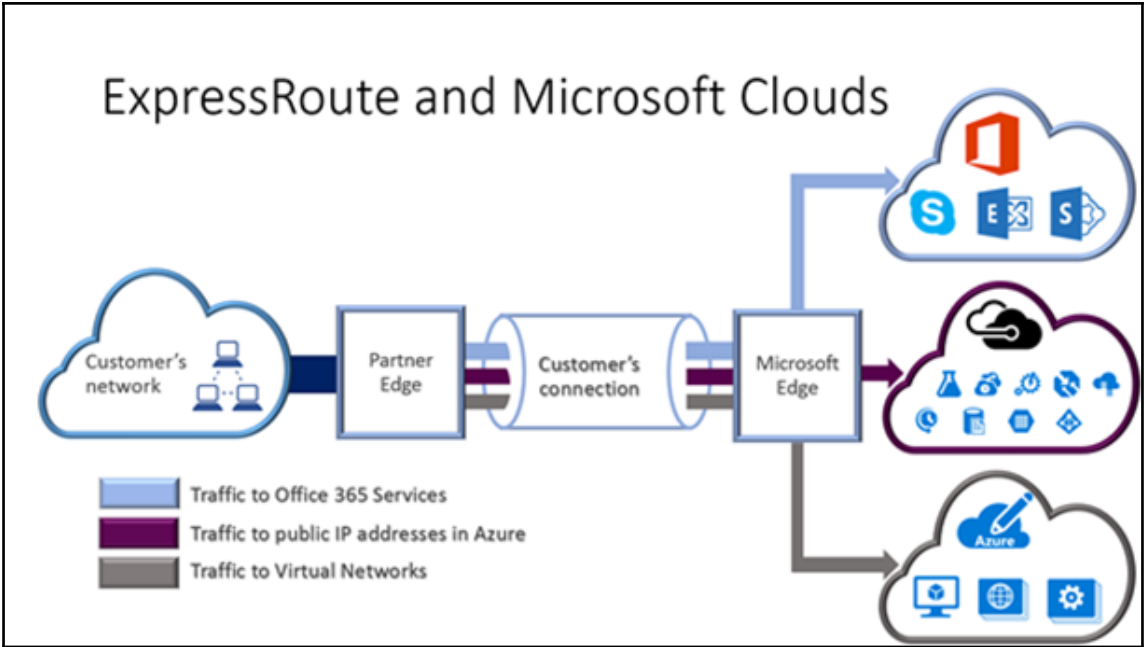 ExpressRoute and Microsoft Clouds
S
E
S
Customer's
network
Partner
Edge
Customer's
connection
Microsoft
Edge
Traffic to Office 365 Services
Traffic to public IP addresses in Azure
Traffic to Virtual Networks
Azure